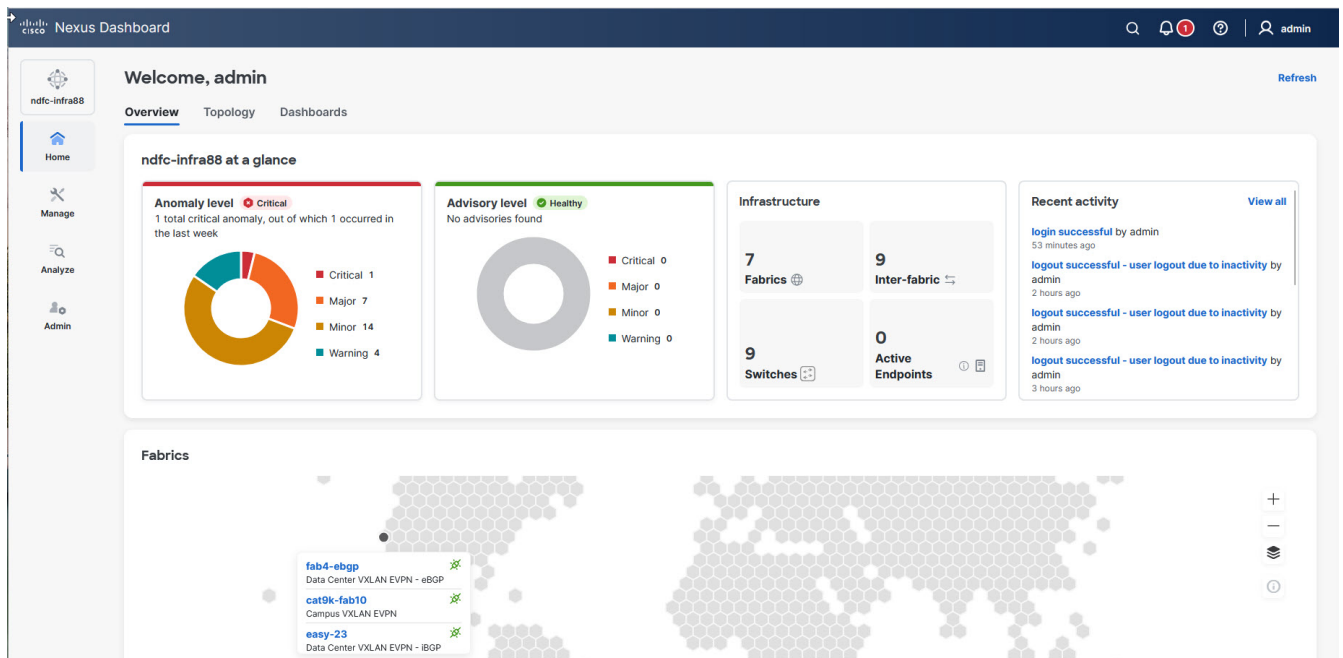 CISCO Nexus Dashboard
1
admin
ndfc-infra88
Home
Manage
Analyze
Admin
Welcome, admin
Refresh
Overview Topology Dashboards
ndfc-infra88 at a glance
Anomaly level Critical
1 total critical anomaly, out of which 1 occurred in
the last week
Critical 1
Major 7
Minor 14
Warning 4
Advisory level Healthy
No advisories found
Critical 0
Major 0
Minor 0
Warning 0
Infrastructure
7
Fabrics
9
Inter-fabric
9
Switches
0
Active
Endpoints
Recent activity View all
login successful by admin
53 minutes ago
logout successful - user logout due to inactivity by
admin
2 hours ago
logout successful - user logout due to inactivity by
admin
2 hours ago
logout successful - user logout due to inactivity by
admin
3 hours ago
Fabrics
fab4-ebgp
Data Center VXLAN EVPN - eBGP
cat9k-fab10
Campus VXLAN EVPN
easy-23
Data Center VXLAN EVPN - iBGP